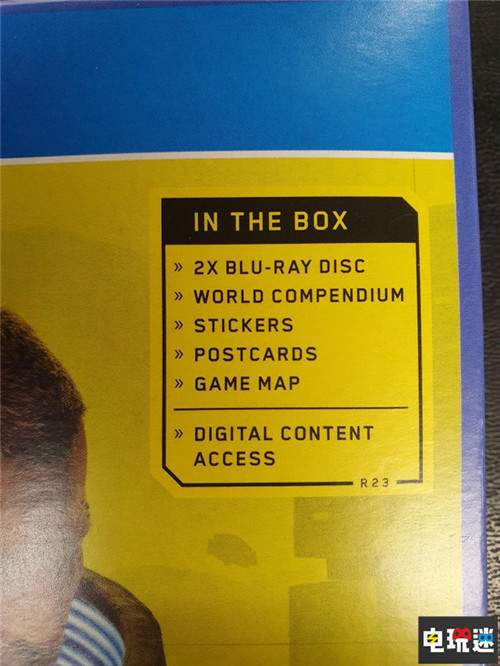 IN THE BOX
» 2X BLU-RAY DISC
» WORLD COMPENDIUM
» STICKERS
» POSTCARDS
» GAME MAP
» DIGITAL CONTENT
ACCESS
R23
电玩迷